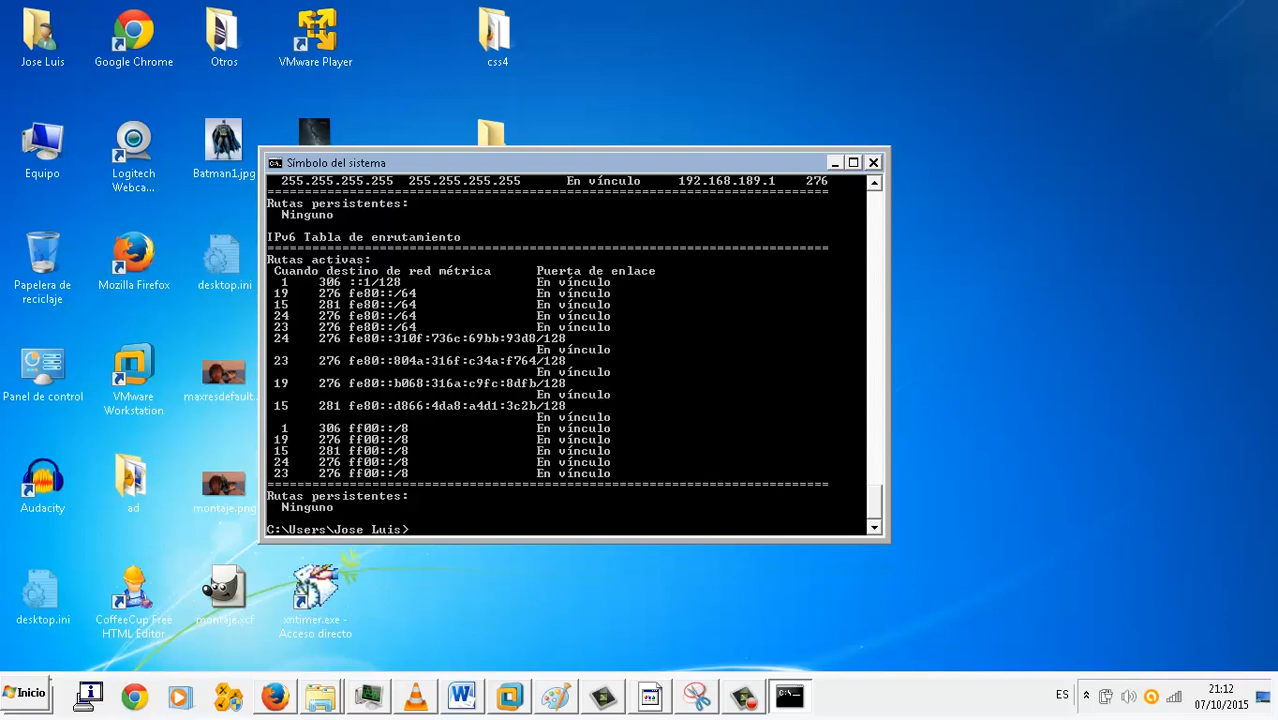 Jose Luis
Google Chrome
Otros
VMware Player
css4
Equipo
Logitech
Webca...
Batman1.jpg
Papelera de
reciclaje
Mozilla Firefox
desktop.ini
Panel de control
VMware
Workstation
maxresdefault...
Audacity
ad
montaje.png
desktop.ini
CoffeeCup Free
HTML Editor
montaje.xcf
xntimer.exe -
Acceso directo
C:\.
Símbolo del sistema
255.255.255.255  255.255.255.255      En vínculo     192.168.189.1    276
===========================================================================
Rutas persistentes:
  Ninguno
IPv6 Tabla de enrutamiento
===========================================================================
Rutas activas:
 Cuando destino de red métrica      Puerta de enlace
  1    306 ::1/128                  En vínculo
 19    276 fe80::/64                En vínculo
 15    281 fe80::/64                En vínculo
 24    276 fe80::/64                En vínculo
 23    276 fe80::/64                En vínculo
 24    276 fe80::310f:736c:69bb:93d8/128
                                    En vínculo
 23    276 fe80::804a:316f:c34a:f764/128
                                    En vínculo
 19    276 fe80::b068:316a:c9fc:8dfb/128
                                    En vínculo
 15    281 fe80::d866:4da8:a4d1:3c2b/128
                                    En vínculo
  1    306 ff00::/8                 En vínculo
 19    276 ff00::/8                 En vínculo
 15    281 ff00::/8                 En vínculo
 24    276 ff00::/8                 En vínculo
 23    276 ff00::/8                 En vínculo
===========================================================================
Rutas persistentes:
  Ninguno
C:\Users\Jose Luis>
Inicio
C:\.
ES
21:12
07/10/2015